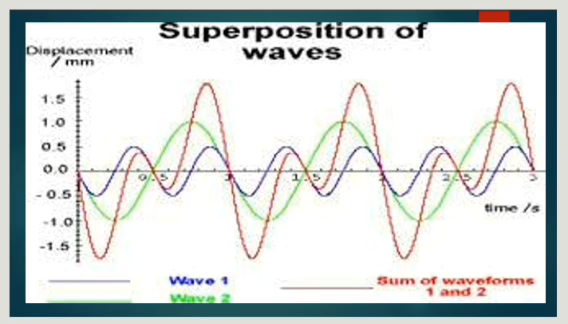 Superposition of
waves
Displacement
/ mm
1.5
1.0
0.5
0.0
- 0.5
-1.0
-1.5
0.5
1
1.5
2
2.5
3
time /s
Wave 1
Wave 2
Sum of waveforms
1 and 2